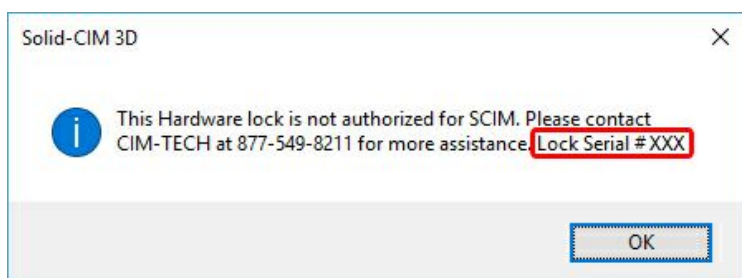 Solid-CIM 3D
This Hardware lock is not authorized for SCIM. Please contact
CIM-TECH at 877-549-8211 for more assistance. Lock Serial # XXX
OK